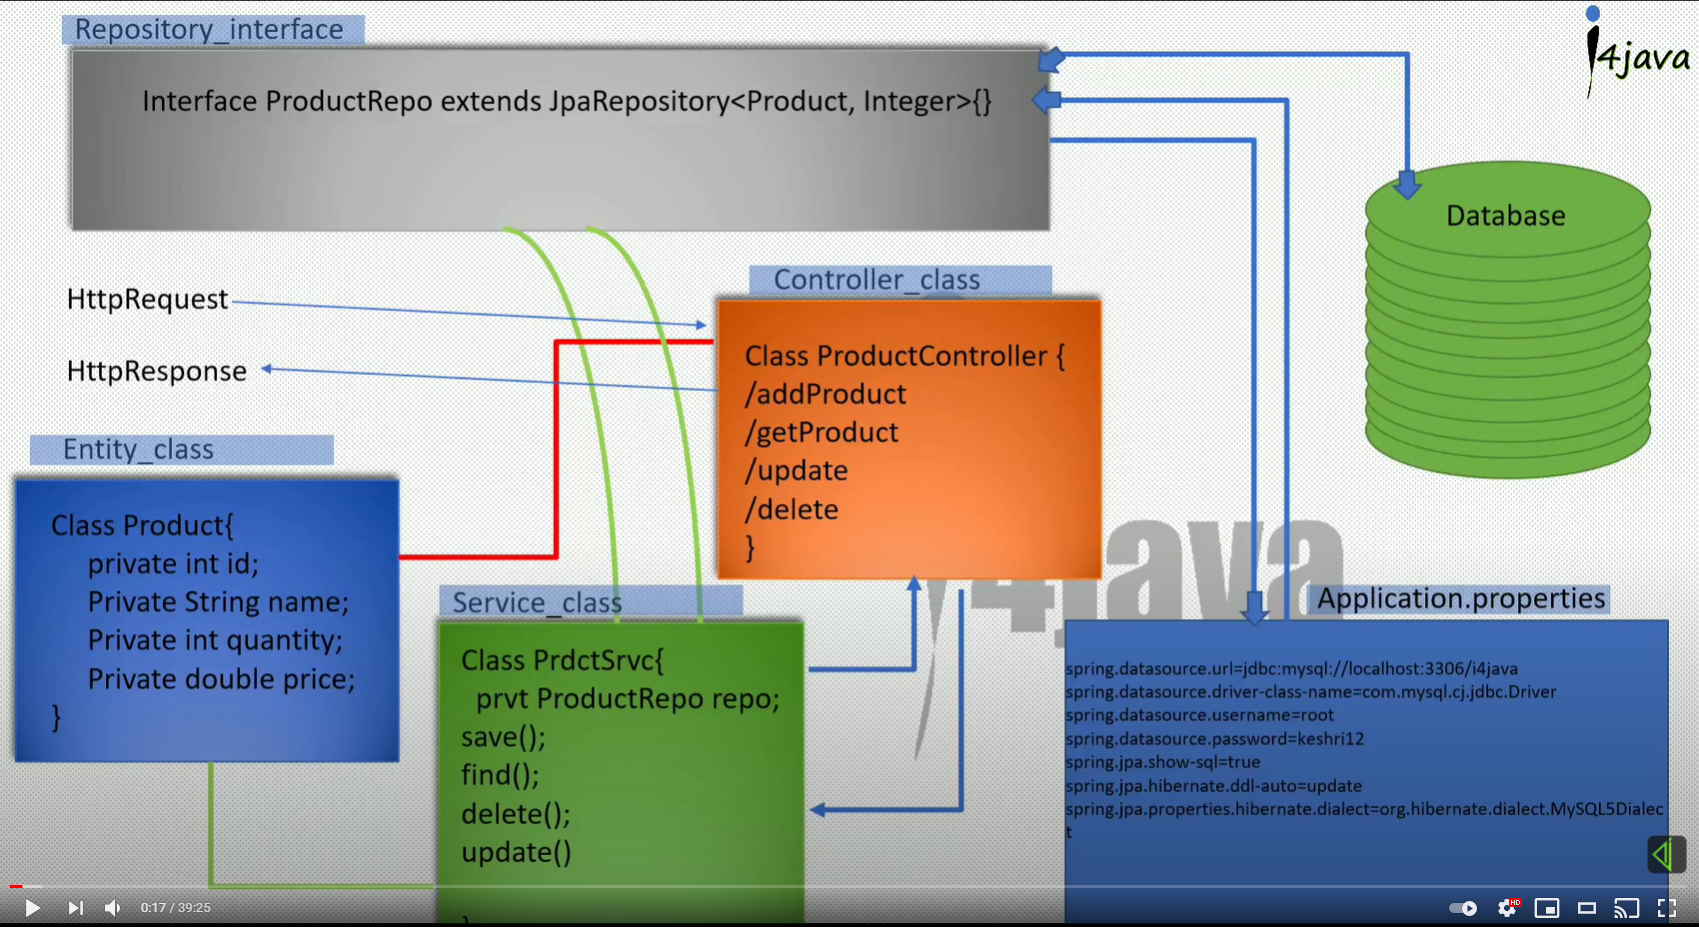 Repository_interface
Interface ProductRepo extends JpaRepository<Product, Integer>{}
i4java
Database
HttpRequest
HttpResponse
Controller_class
Class ProductController {
/addProduct
/getProduct
/update
/delete
}
Entity_class
Class Product{
private int id;
Private String name;
Private int quantity;
Private double price;
}
Service_class
Class PrdctSrvc{
prvt ProductRepo repo;
save();
find();
delete();
update()
}
i4java
Application.properties
spring.datasource.url=jdbc:mysql://localhost:3306/i4java
spring.datasource.driver-class-name=com.mysql.cj.jdbc.Driver
spring.datasource.username=root
spring.datasource.password=keshri12
spring.jpa.show-sql=true
spring.jpa.hibernate.ddl-auto=update
spring.jpa.properties.hibernate.dialect=org.hibernate.dialect.MySQL5Dialec
t
0:17 / 39:25
HD